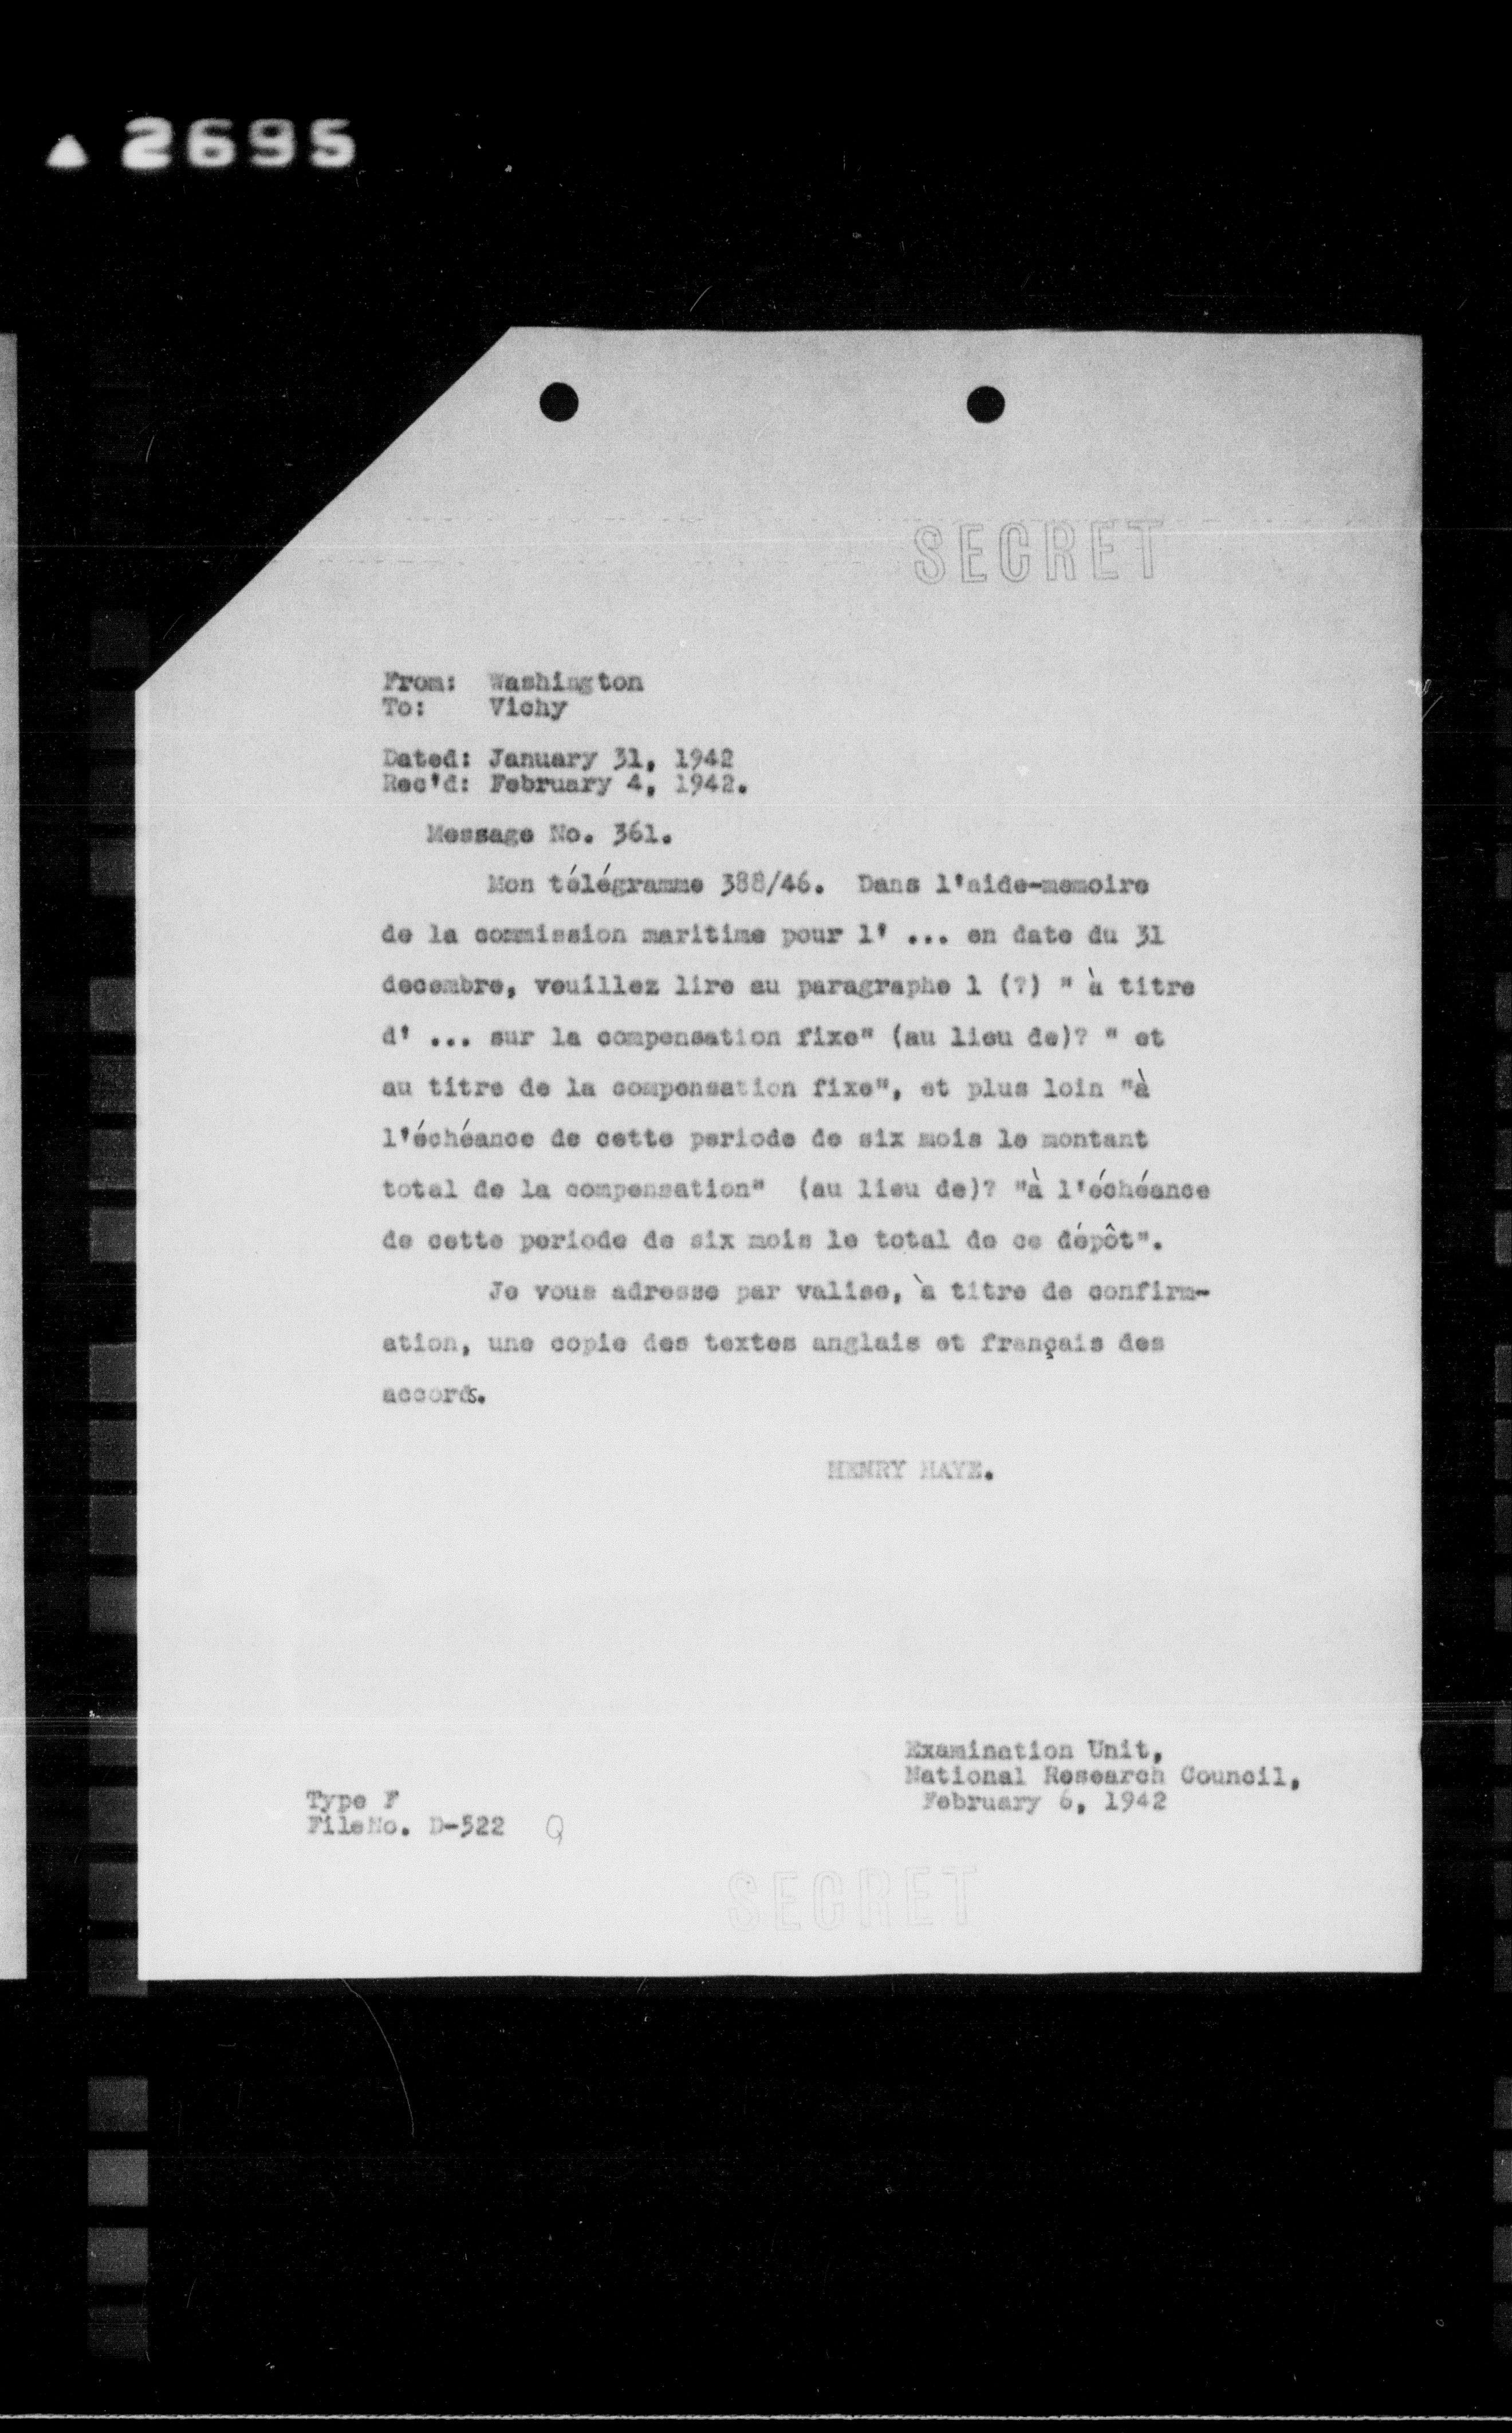 ▲ 2695
SECRET
From: Washington
To: Vichy
Dated: January 31, 1942
Rec'd: February 4, 1942.
Message No. 361.
Mon télégramme 388/46. Dans l'aide-memoire
de la commission maritime pour l' ... en date du 31
decembre, veuillez lire au paragraphe 1 (?) " à titre
d' ... sur la compensation fixe" (au lieu de)? " et
au titre de la compensation fixe", et plus loin "à
l'échéance de cette periode de six mois le montant
total de la compensation" (au lieu de)? "à l'échéance
de cette periode de six mois le total de ce dépôt".
Je vous adresse par valise, à titre de confirm-
ation, une copie des textes anglais et français des
accords.
HENRY HAYE.
Examination Unit,
National Research Council,
February 6, 1942
Type F
FileNo. D-522 Q
SECRET